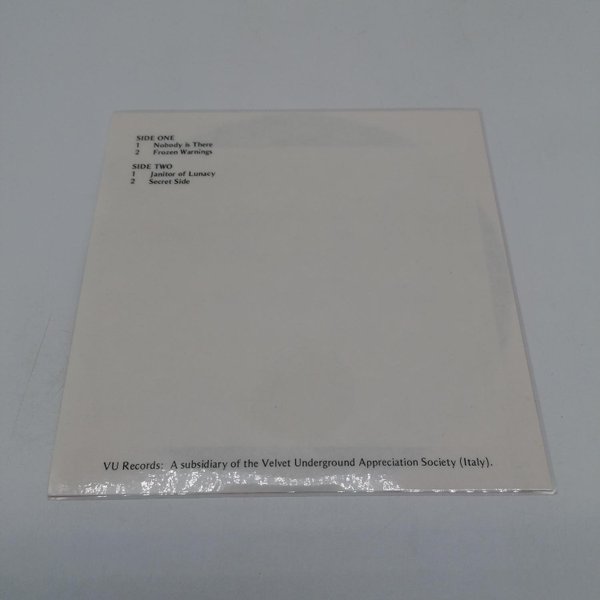 SIDE ONE
1 Nobody is There
2 Frozen Warnings
SIDE TWO
1 Janitor of Lunacy
2 Secret Side
VU Records: A subsidiary of the Velvet Underground Appreciation Society (Italy).